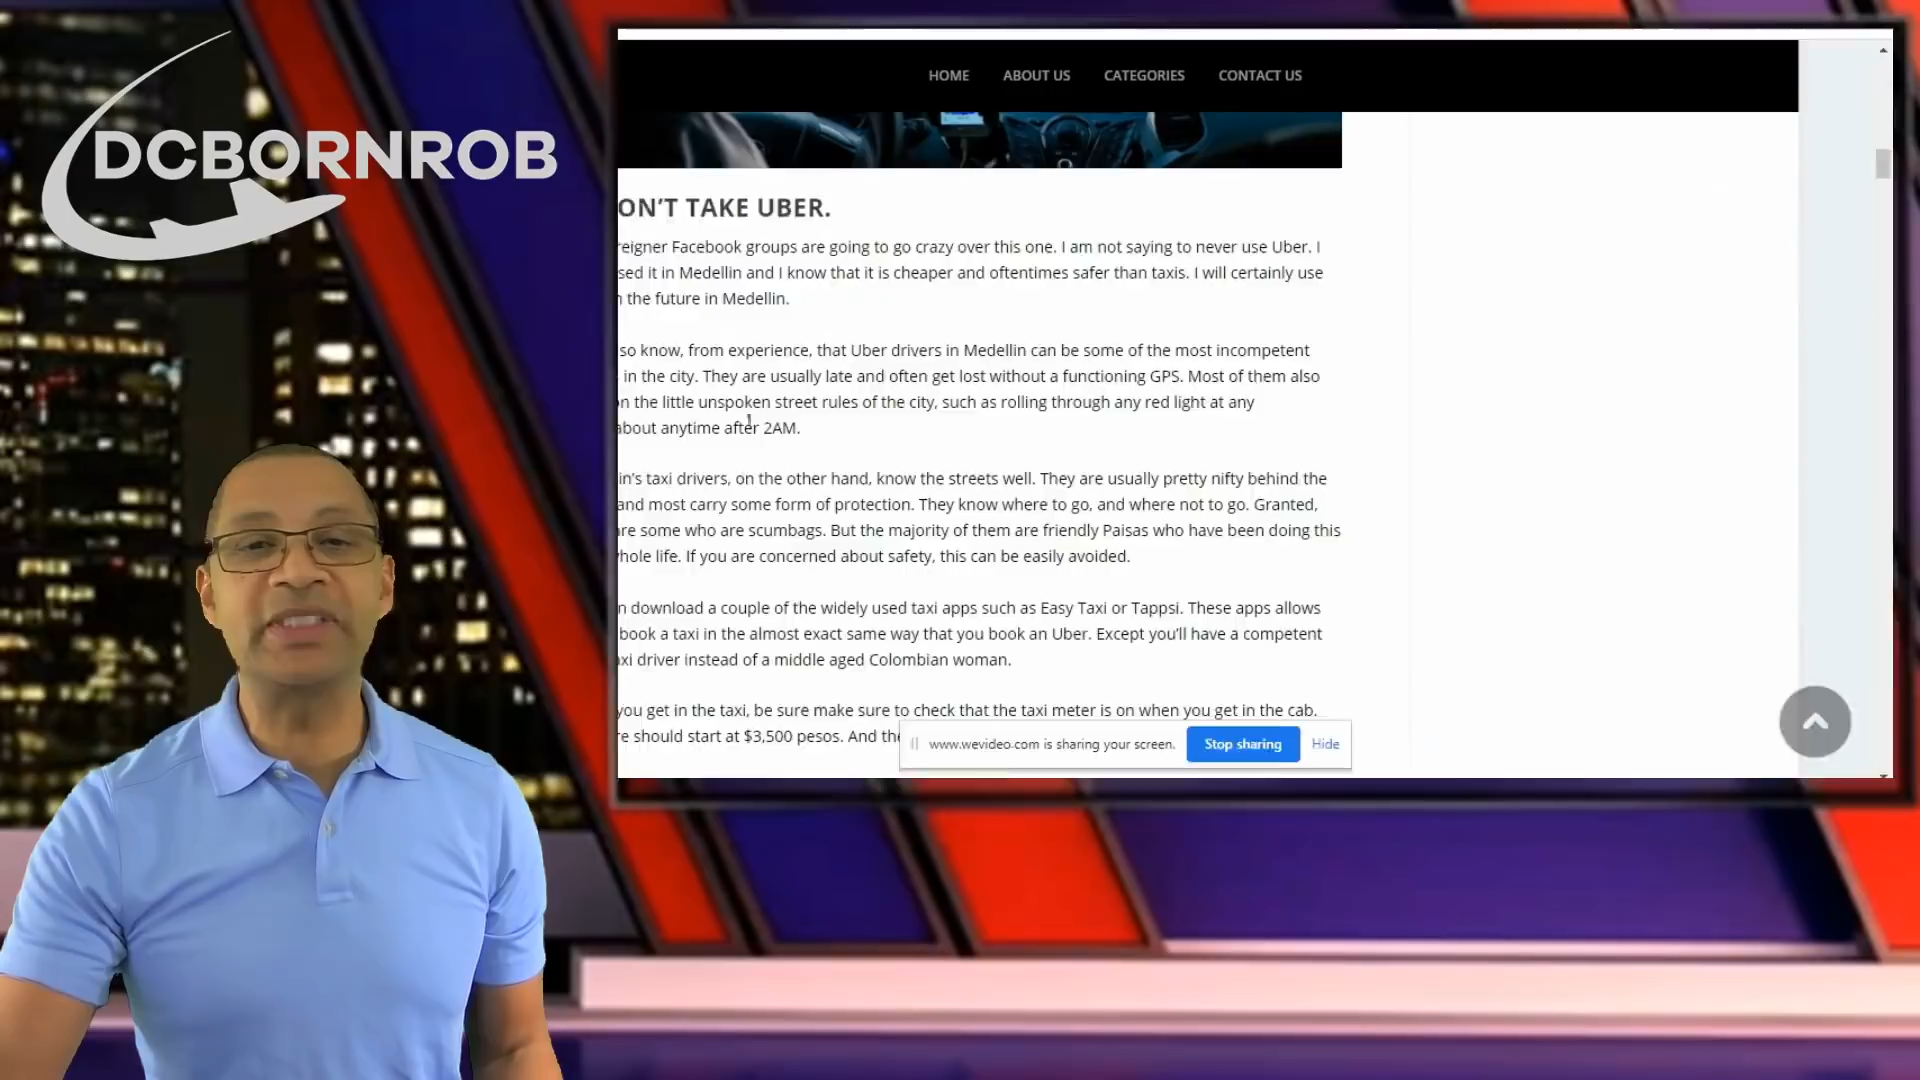 DCBORNROB
HOME ABOUT US CATEGORIES CONTACT US
ON'T TAKE UBER.
reigner Facebook groups are going to go crazy over this one. I am not saying to never use Uber. I
sed it in Medellin and I know that it is cheaper and oftentimes safer than taxis. I will certainly use
n the future in Medellin.
so know, from experience, that Uber drivers in Medellin can be some of the most incompetent
in the city. They are usually late and often get lost without a functioning GPS. Most of them also
on the little unspoken street rules of the city, such as rolling through any red light at any
about anytime after 2AM.
in's taxi drivers, on the other hand, know the streets well. They are usually pretty nifty behind the
and most carry some form of protection. They know where to go, and where not to go. Granted,
re some who are scumbags. But the majority of them are friendly Paisas who have been doing this
hole life. If you are concerned about safety, this can be easily avoided.
n download a couple of the widely used taxi apps such as Easy Taxi or Tappsi. These apps allows
book a taxi in the almost exact same way that you book an Uber. Except you'll have a competent
xi driver instead of a middle aged Colombian woman.
you get in the taxi, be sure make sure to check that the taxi meter is on when you get in the cab.
re should start at $3,500 pesos. And the
www.wevideo.com is sharing your screen. Stop sharing Hide